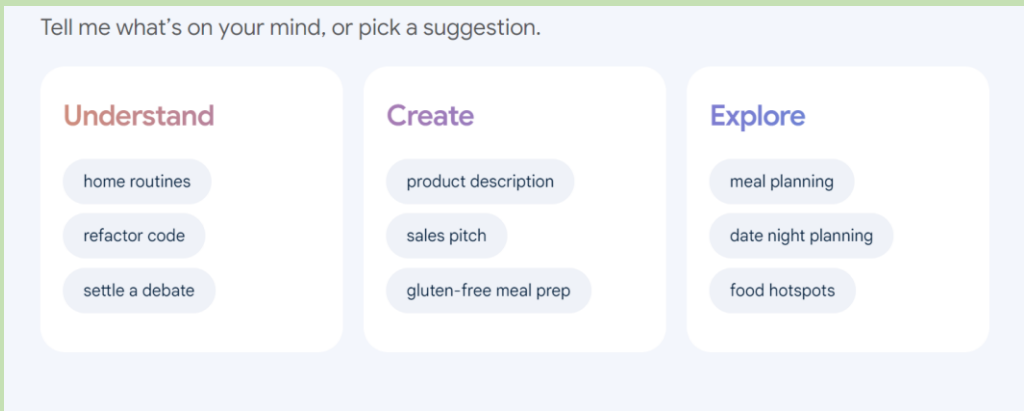 Tell me what's on your mind, or pick a suggestion.
Understand
home routines
refactor code
settle a debate
Create
product description
sales pitch
gluten-free meal prep
Explore
meal planning
date night planning
food hotspots